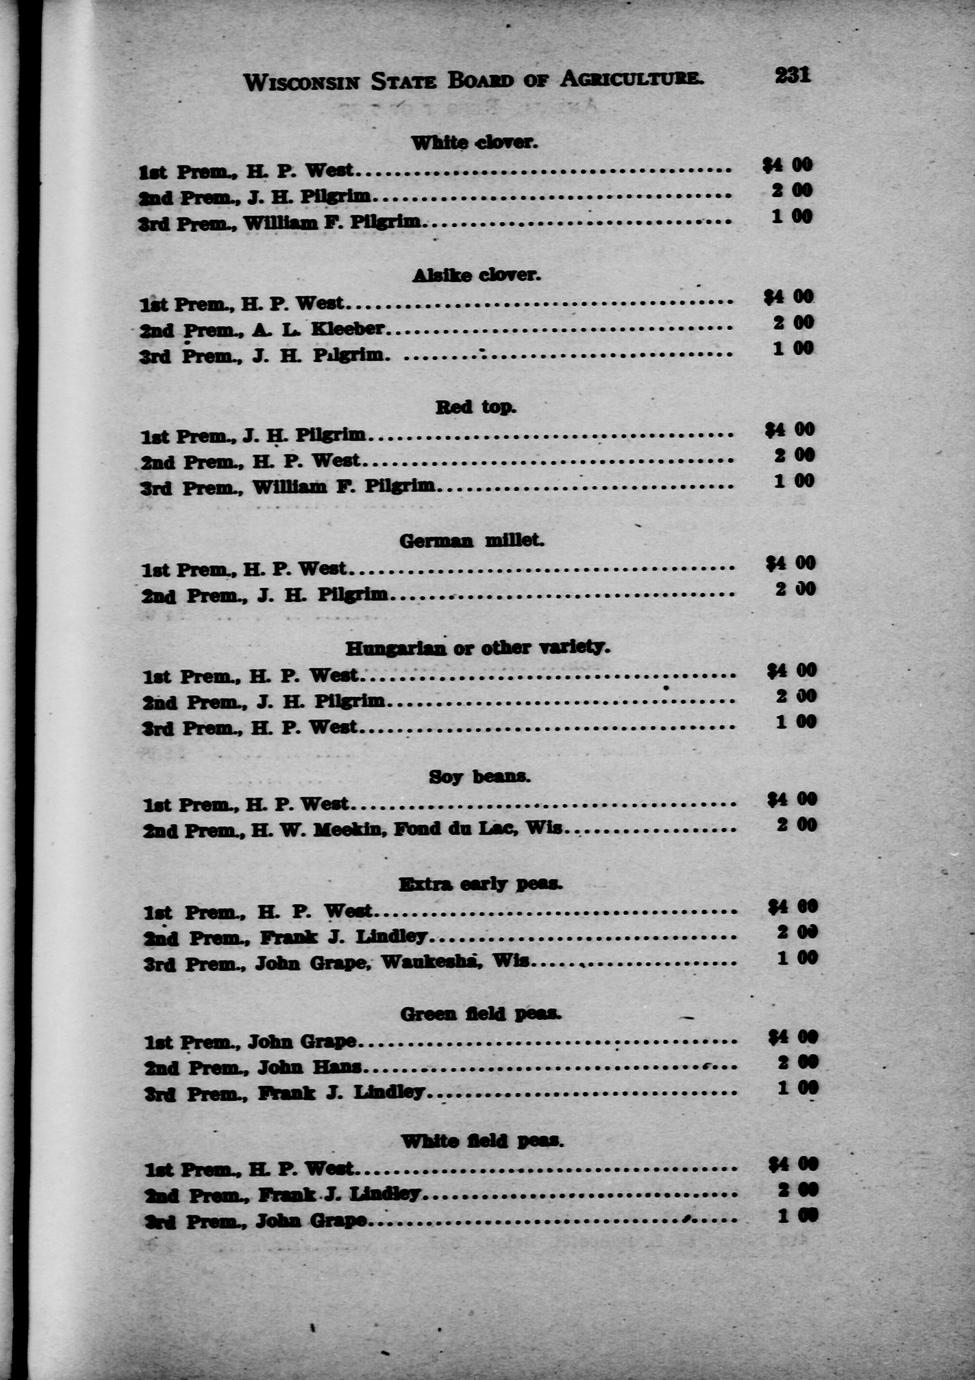 WISCONSIN STATE BOARD OF AGRICULTURE. 231
White clover.
1st Prem., H. P. West........................................ $4 00
2nd Prem., J. H. Pilgrim...................................... 2 00
3rd Prem., William F. Pilgrim................................ 1 00
Alsike clover.
1st Prem., H. P. West......................................... $4 00
2nd Prem., A. L. Kleeber.................................... 2 00
3rd Prem., J. H. Pilgrim. .................................. 1 00
Red top.
1st Prem., J. H. Pilgrim...................................... $4 00
2nd Prem., H. P. West....................................... 2 00
3rd Prem., William F. Pilgrim............................... 1 00
German millet.
1st Prem., H. P. West......................................... $4 00
2nd Prem., J. H. Pilgrim.................................... 2 00
Hungarian or other variety.
1st Prem., H. P. West....................................... $4 00
2nd Prem., J. H. Pilgrim.................................... 2 00
3rd Prem., H. P. West....................................... 1 00
Soy beans.
1st Prem., H. P. West........................................ $4 00
2nd Prem., H. W. Meekin, Fond du Lac, Wis.................. 2 00
Extra early peas.
1st Prem., H. P. West...................................... $4 00
2nd Prem., Frank J. Lindley................................ 2 00
3rd Prem., John Grape, Waukesha, Wis...................... 1 00
Green field peas.
1st Prem., John Grape....................................... $4 00
2nd Prem., John Hans....................................... 2 00
3rd Prem., Frank J. Lindley................................ 1 00
White field peas.
1st Prem., H. P. West........................................ $4 00
2nd Prem., Frank J. Lindley................................. 2 00
3rd Prem., John Grape...................................... 1 00